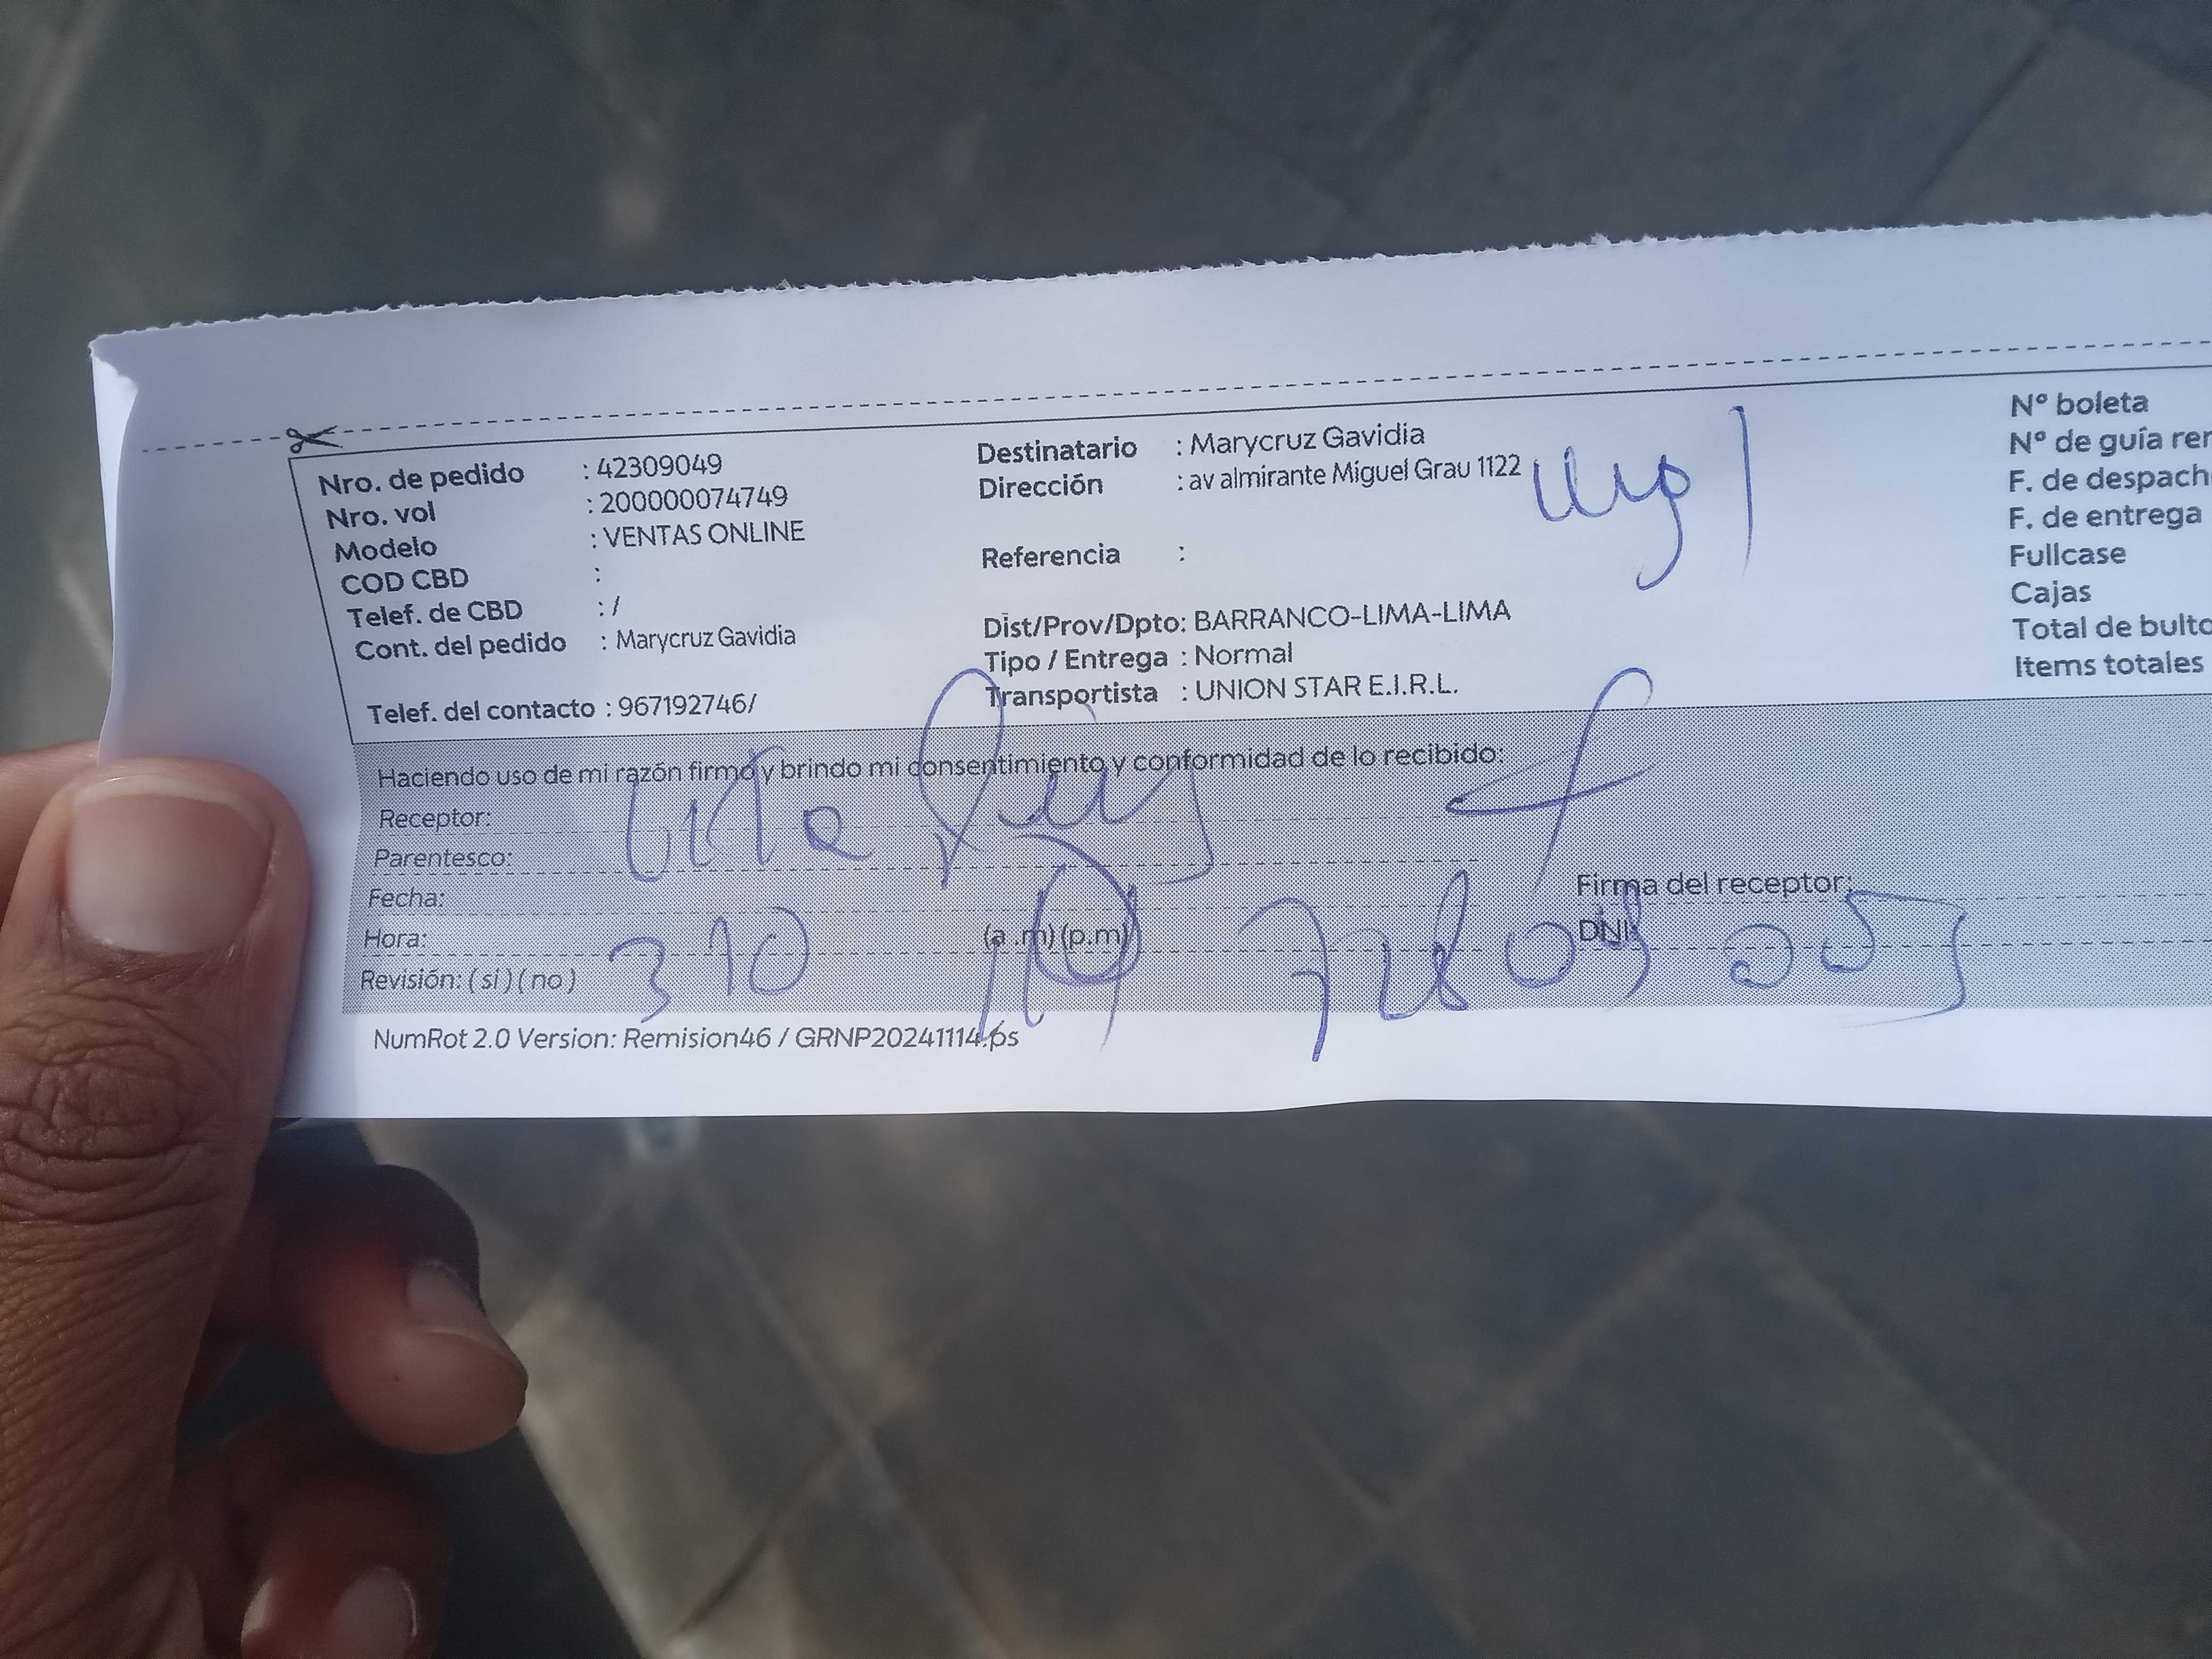 Nro. de pedido : 42309049
Nro. vol : 200000074749
Modelo : VENTAS ONLINE
COD CBD :
Telef. de CBD : /
Cont. del pedido : Marycruz Gavidia
Telef. del contacto : 967192746/
Destinatario : Marycruz Gavidia
Dirección : av almirante Miguel Grau 1122
Referencia :
Dist/Prov/Dpto: BARRANCO-LIMA-LIMA
Tipo / Entrega : Normal
Transportista : UNION STAR E.I.R.L.
N° boleta
N° de guía rem
F. de despach
F. de entrega
Fullcase
Cajas
Total de bulto
Items totales
Haciendo uso de mi razón firmo y brindo mi consentimiento y conformidad de lo recibido:
Receptor:
Parentesco:
Fecha:
Firma del receptor:
Hora: 310 (a .m) (p.m)
DNI:
Revisión: ( si ) ( no )
NumRot 2.0 Version: Remision46 / GRNP20241114.ps